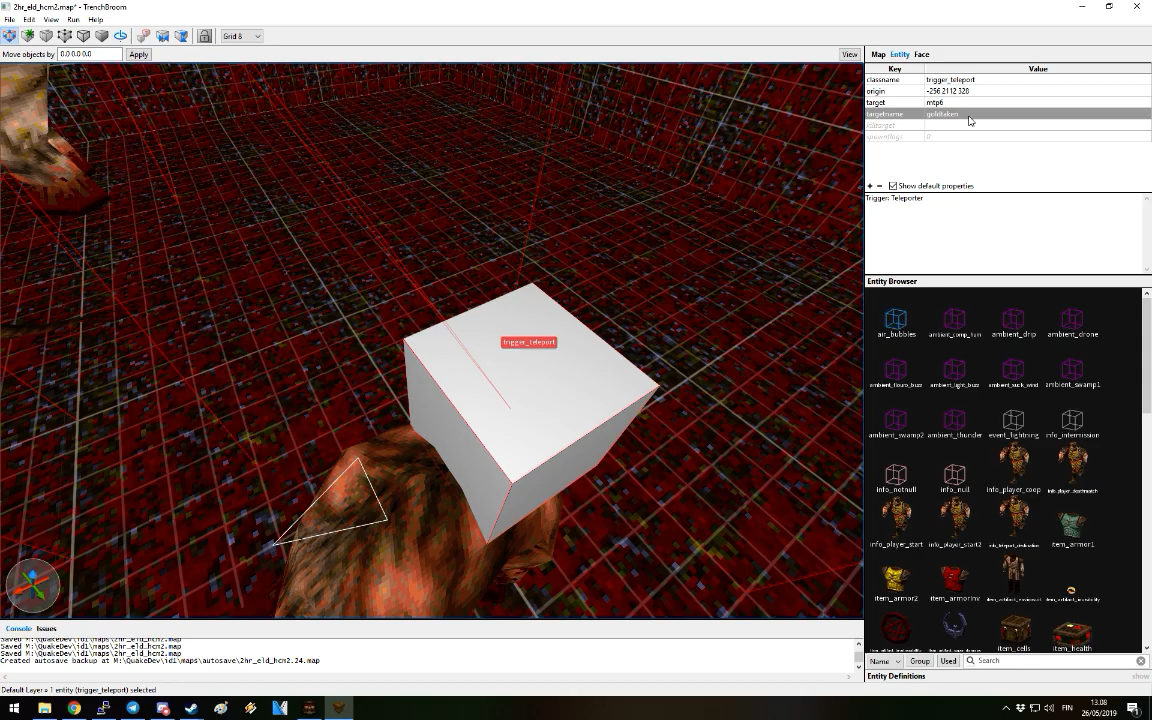 2hr_eld_hcm2.map* - TrenchBroom
File Edit View Run Help
Grid 8
Move objects by 0.0 0.0 0.0 Apply View
trigger_teleport
Map Entity Face
Key Value
classname trigger_teleport
origin -256 2112 328
target mtp6
targetname goldtaken
killtarget
spawnflags 0
Show default properties
Trigger: Teleporter
Entity Browser
air_bubbles ambient_comp_hum ambient_drip ambient_drone
ambient_flouro_buzz ambient_light_buzz ambient_suck_wind ambient_swamp1
ambient_swamp2 ambient_thunder event_lightning info_intermission
info_notnull info_null info_player_coop info_player_deathmatch
info_player_start info_player_start2 info_teleport_destination item_armor1
item_armor2 item_armorInv item_artifact_envirosuit item_artifact_invisibility
item_cells item_health
Name Group Used Search
Entity Definitions show
Console Issues
Saved M:\QuakeDev\id1\maps\2hr_eld_hcm2.map
Saved M:\QuakeDev\id1\maps\2hr_eld_hcm2.map
Saved M:\QuakeDev\id1\maps\2hr_eld_hcm2.map
Created autosave backup at M:\QuakeDev\id1\maps\autosave\2hr_eld_hcm2.24.map
Default Layer » 1 entity (trigger_teleport) selected
FIN
13.08
26/05/2019